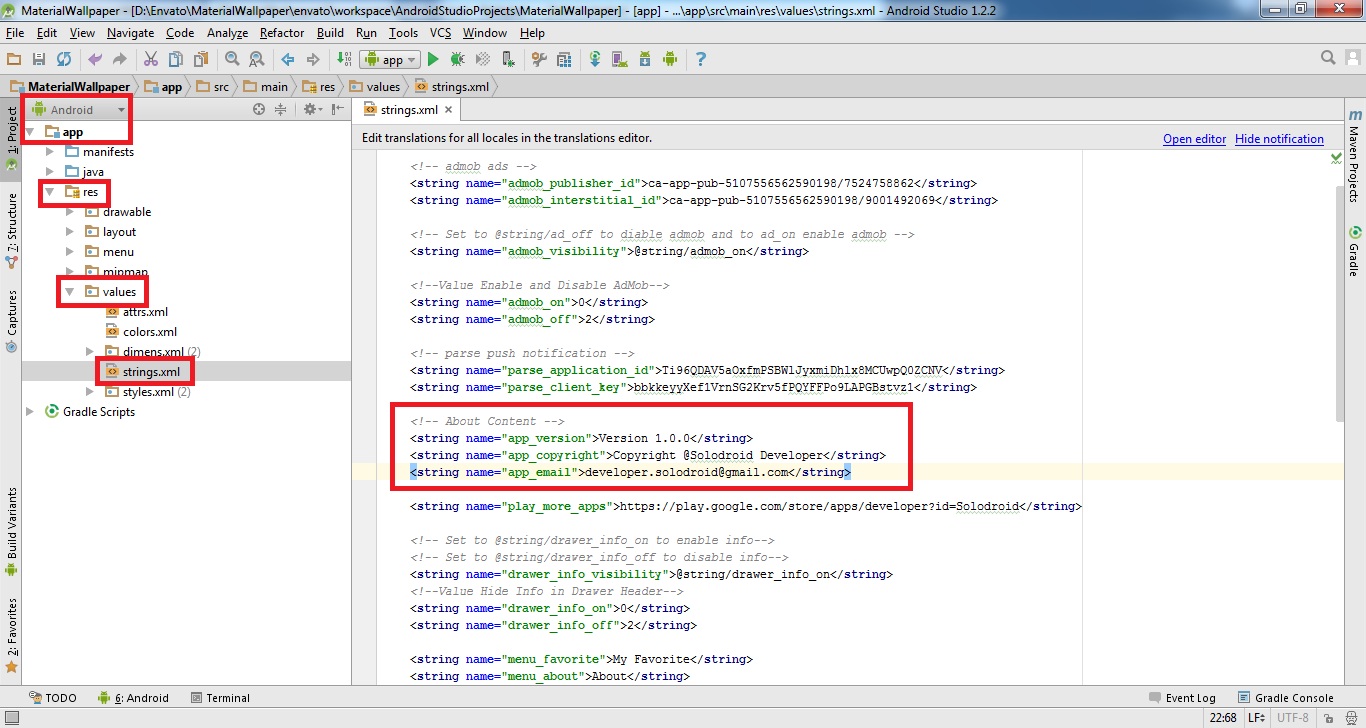 MaterialWallpaper - [D:\Envato\MaterialWallpaper\envato\workspace\AndroidStudioProjects\MaterialWallpaper] - [app] - ...\app\src\main\res\values\strings.xml - Android Studio 1.2.2
File Edit View Navigate Code Analyze Refactor Build Run Tools VCS Window Help
app
MaterialWallpaper app src main res values strings.xml
1: Project
7: Structure
Captures
Build Variants
2: Favorites
Android
app
manifests
java
res
drawable
layout
menu
mipmap
values
attrs.xml
colors.xml
dimens.xml (2)
strings.xml
styles.xml (2)
Gradle Scripts
strings.xml
Edit translations for all locales in the translations editor. Open editor Hide notification
<!-- admob ads -->
<string name="admob_publisher_id">ca-app-pub-5107556562590198/7524758862</string>
<string name="admob_interstitial_id">ca-app-pub-5107556562590198/9001492069</string>
<!-- Set to @string/ad_off to diable admob and to ad_on enable admob -->
<string name="admob_visibility">@string/admob_on</string>
<!--Value Enable and Disable AdMob-->
<string name="admob_on">0</string>
<string name="admob_off">2</string>
<!-- parse push notification -->
<string name="parse_application_id">Ti96QDAV5aOxfmPSBWlJyxmiDhlx8MCUwpQ0ZCNV</string>
<string name="parse_client_key">bbkkeyyXef1VrnSG2Krv5fPQYFFPo9LAPGBstvz1</string>
<!-- About Content -->
<string name="app_version">Version 1.0.0</string>
<string name="app_copyright">Copyright @Solodroid Developer</string>
<string name="app_email">developer.solodroid@gmail.com</string>
<string name="play_more_apps">https://play.google.com/store/apps/developer?id=Solodroid</string>
<!-- Set to @string/drawer_info_on to enable info-->
<!-- Set to @string/drawer_info_off to disable info-->
<string name="drawer_info_visibility">@string/drawer_info_on</string>
<!--Value Hide Info in Drawer Header-->
<string name="drawer_info_on">0</string>
<string name="drawer_info_off">2</string>
<string name="menu_favorite">My Favorite</string>
<string name="menu_about">About</string>
m
Maven Projects
Gradle
TODO 6: Android Terminal Event Log Gradle Console
22:68 LF UTF-8